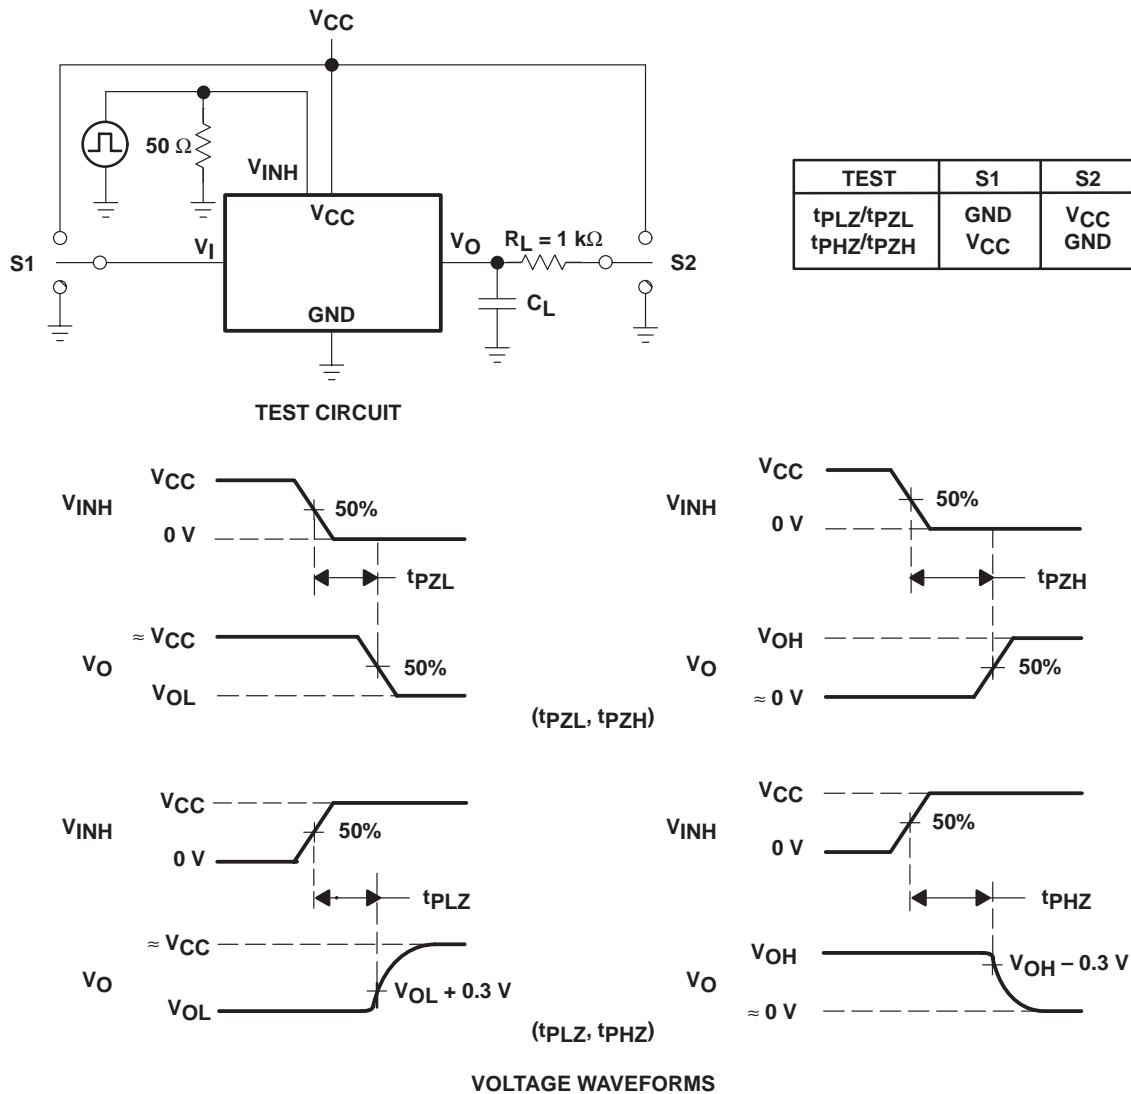 VCC
50 Ω
VINH
VCC
S1
VI
VO
RL = 1 kΩ
S2
CL
GND
TEST CIRCUIT
TEST S1 S2
tPLZ/tPZL GND VCC
tPHZ/tPZH VCC GND
VINH
VCC
50%
0 V
tPZL
≈ VCC
VO
50%
VOL
VINH
VCC
50%
0 V
tPZH
VOH
VO
50%
≈ 0 V
(tPZL, tPZH)
VCC
VINH
50%
0 V
tPLZ
≈ VCC
VO
VOL + 0.3 V
VOL
VCC
VINH
50%
0 V
tPHZ
VOH
VOH – 0.3 V
VO
≈ 0 V
(tPLZ, tPHZ)
VOLTAGE WAVEFORMS